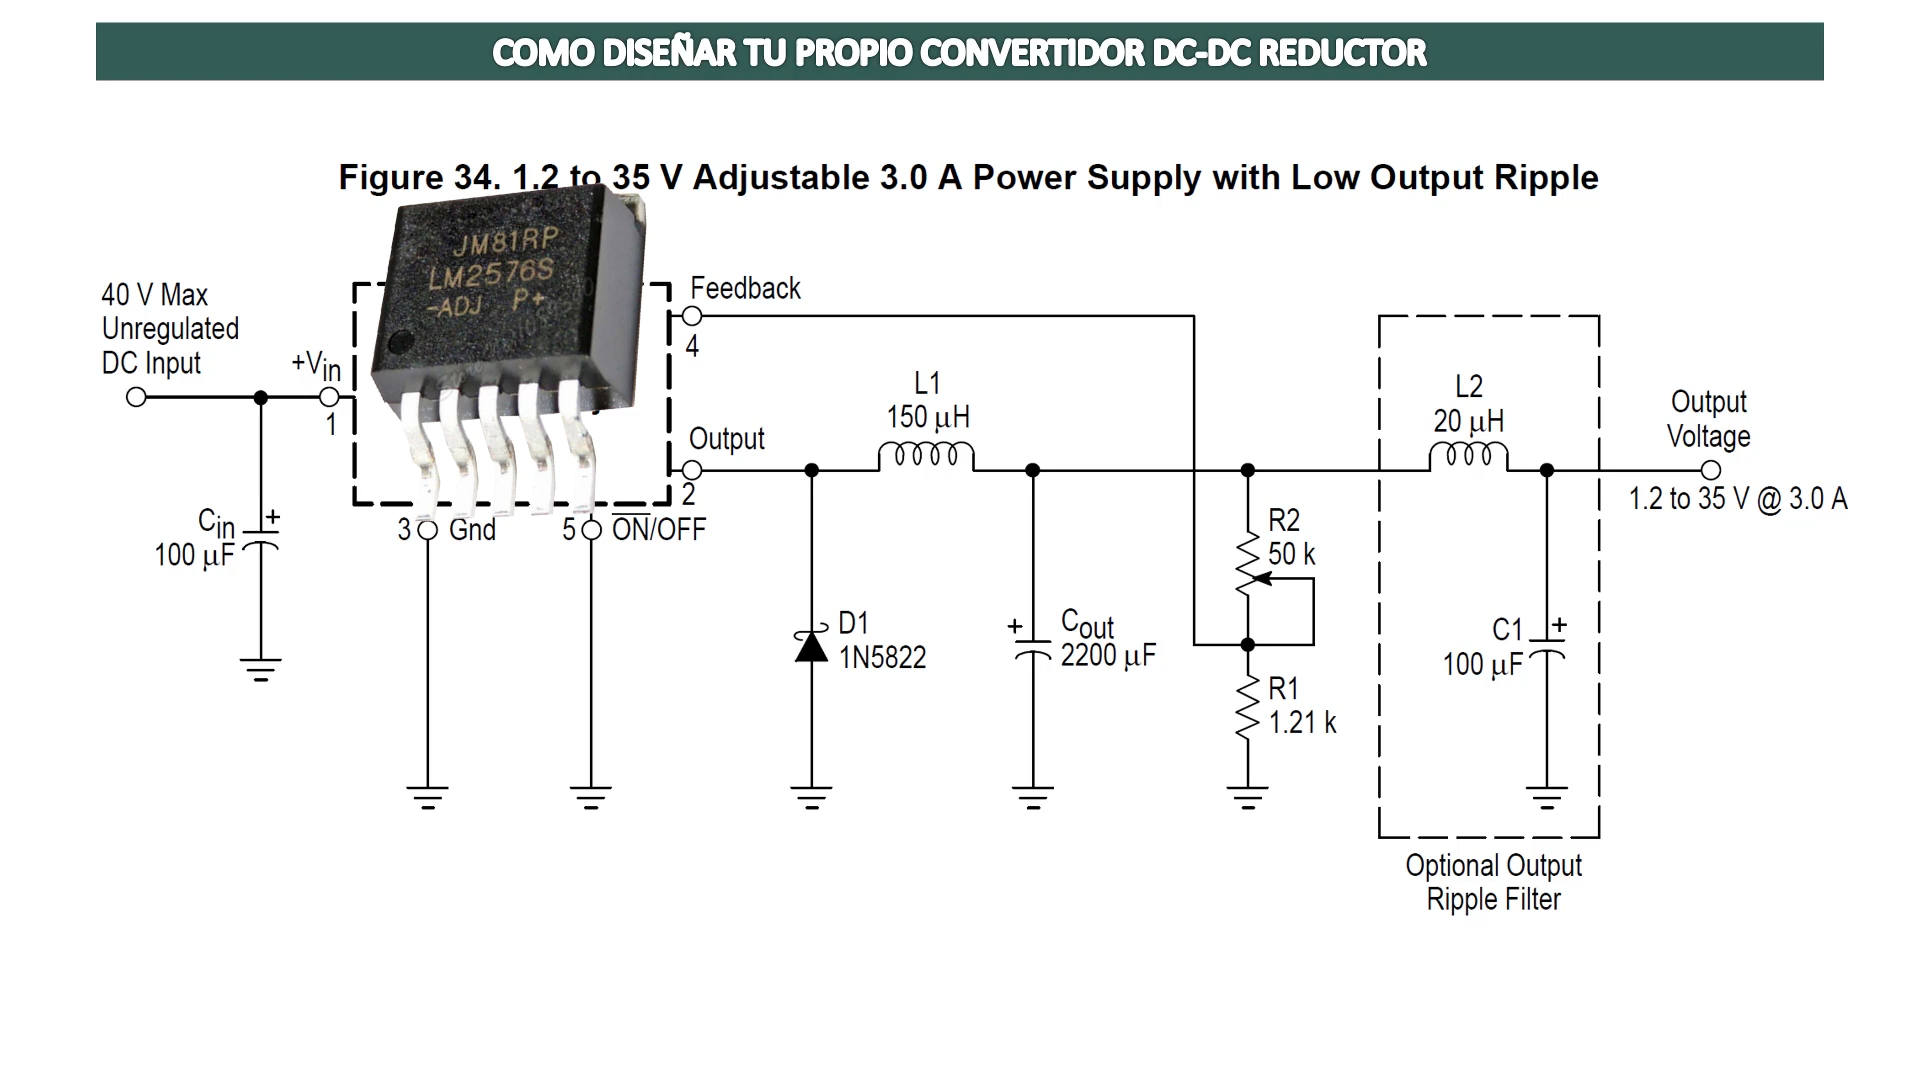 COMO DISEÑAR TU PROPIO CONVERTIDOR DC-DC REDUCTOR
Figure 34. 1.2 to 35 V Adjustable 3.0 A Power Supply with Low Output Ripple
JM81RP
LM2576S
-ADJ P+
40 V Max
Unregulated
DC Input
+Vin
1
Feedback
4
Output
2
L1
150 µH
L2
20 µH
Output
Voltage
1.2 to 35 V @ 3.0 A
Cin
100 µF
+
3
Gnd
5
ON/OFF
R2
50 k
D1
1N5822
+
Cout
2200 µF
C1
100 µF
+
R1
1.21 k
Optional Output
Ripple Filter